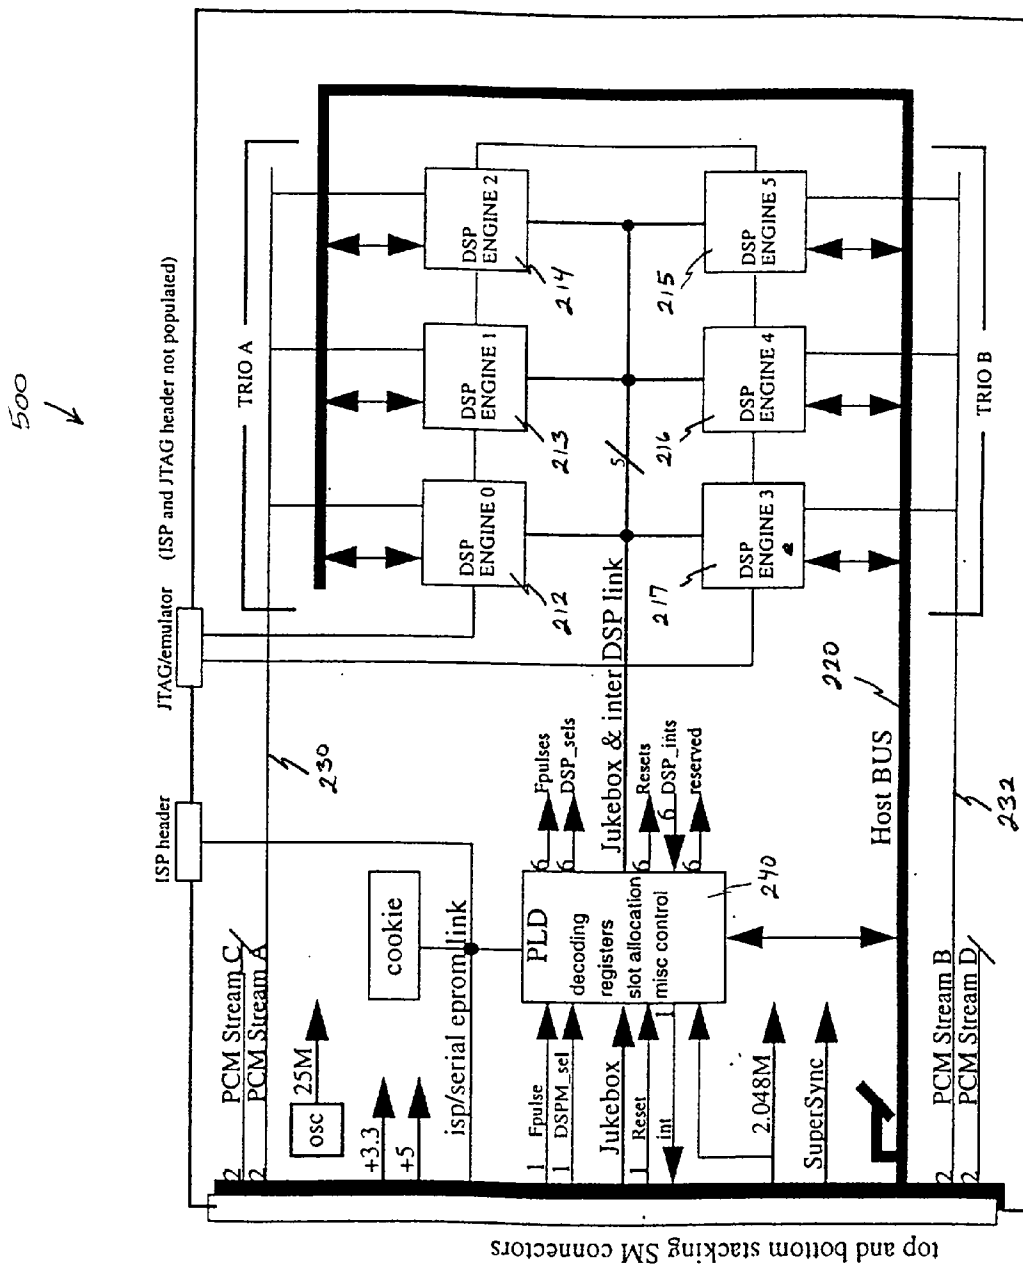 500
JTAG/emulator (ISP and JTAG header not populated)
ISP header
TRIO A
PCM Stream C
2
PCM Stream A
2
230
osc
25M
+3.3
+5
cookie
isp/serial eprom link
DSP
ENGINE 0
212
DSP
ENGINE 1
213
DSP
ENGINE 2
214
Fpulse
1
DSPM_sel
1
Jukebox
Reset
1
int
1
PLD
decoding
registers
slot allocation
misc control
240
6
Fpulses
6
DSP_sels
Jukebox & inter DSP link
5
6
Resets
6
DSP_ints
6
reserved
DSP
ENGINE 3
217
DSP
ENGINE 4
216
DSP
ENGINE 5
215
2.048M
SuperSync
Host BUS
220
PCM Stream B
2
PCM Stream D
2
232
TRIO B
top and bottom stacking SM connectors